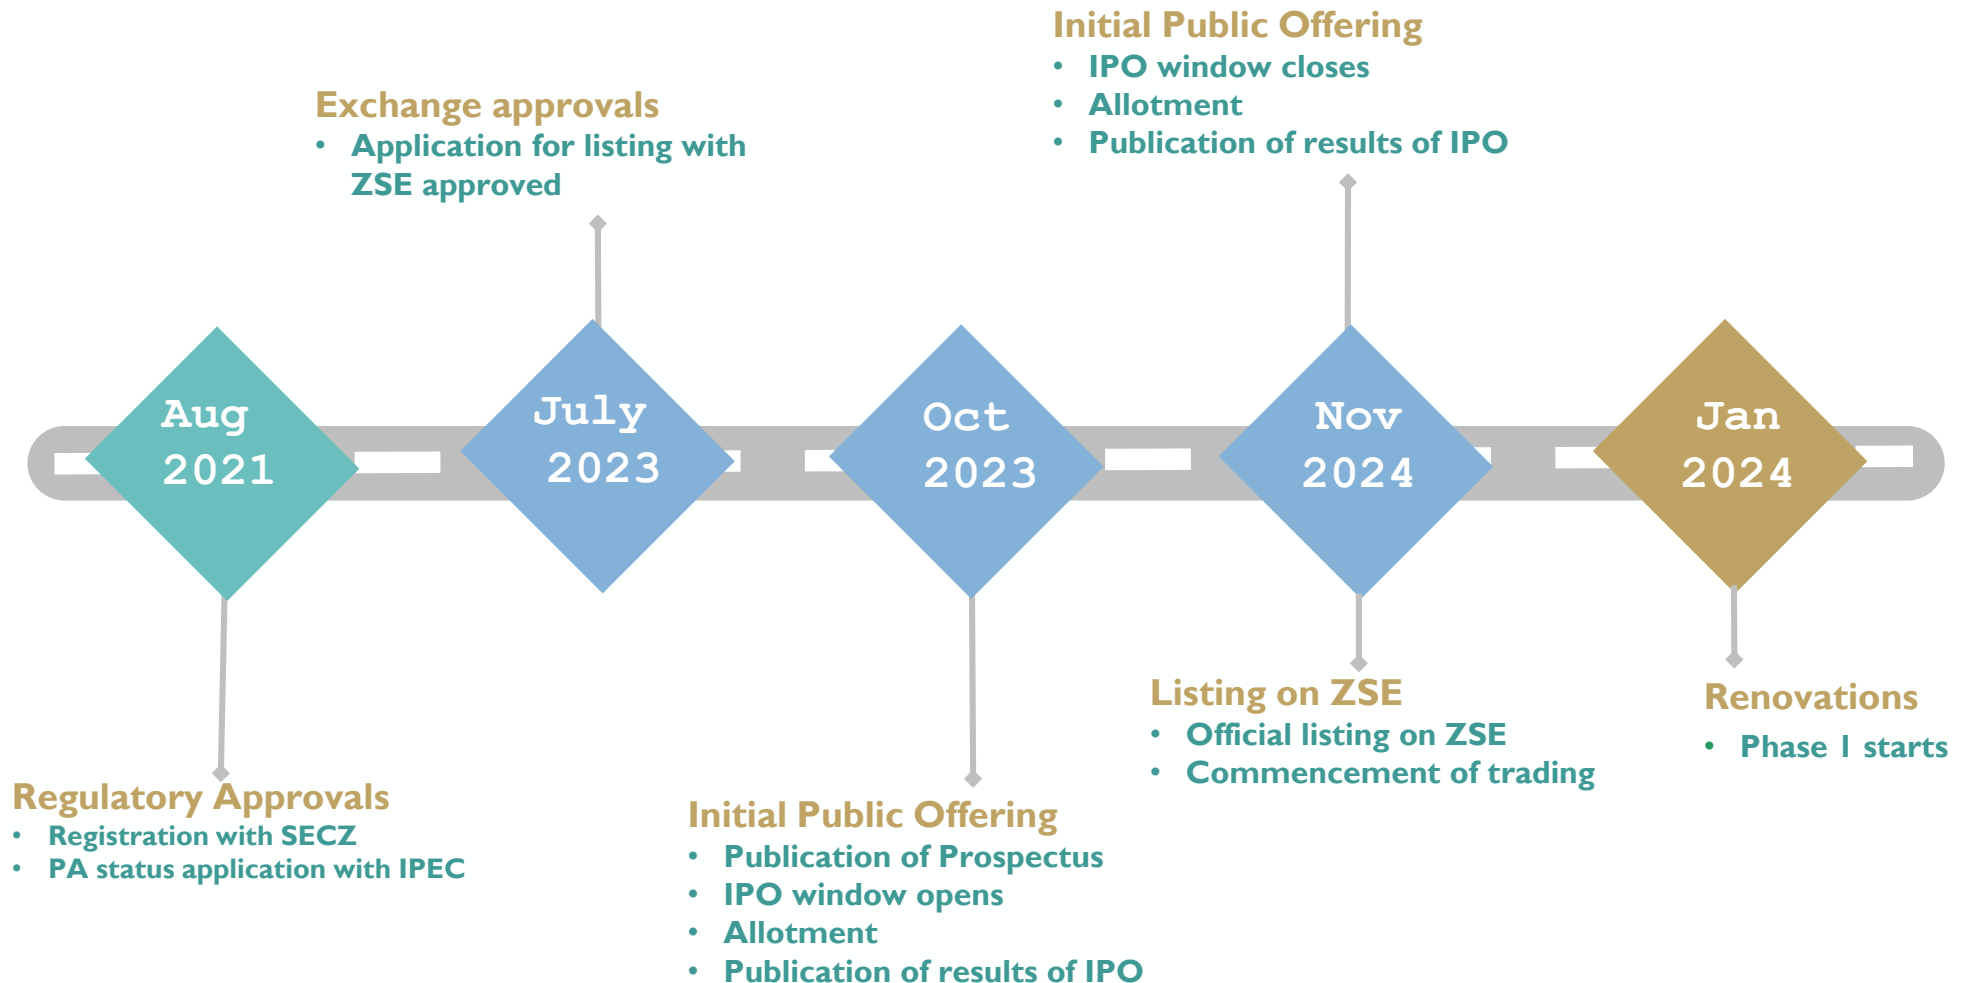 Initial Public Offering
• IPO window closes
• Allotment
• Publication of results of IPO
Exchange approvals
• Application for listing with
ZSE approved
Aug
2021
July
2023
Oct
2023
Nov
2024
Jan
2024
Regulatory Approvals
• Registration with SECZ
• PA status application with IPEC
Initial Public Offering
• Publication of Prospectus
• IPO window opens
• Allotment
• Publication of results of IPO
Listing on ZSE
• Official listing on ZSE
• Commencement of trading
Renovations
• Phase 1 starts